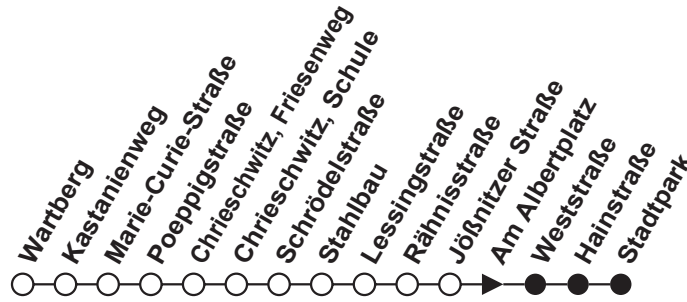 Wartberg
Kastanienweg
Marie-Curie-Straße
Poeppigstraße
Chrieschwitz, Friesenweg
Chrieschwitz, Schule
Schrödelstraße
Stahlbau
Lessingstraße
Rähnisstraße
Jößnitzer Straße
Am Albertplatz
Weststraße
Hainstraße
Stadtpark